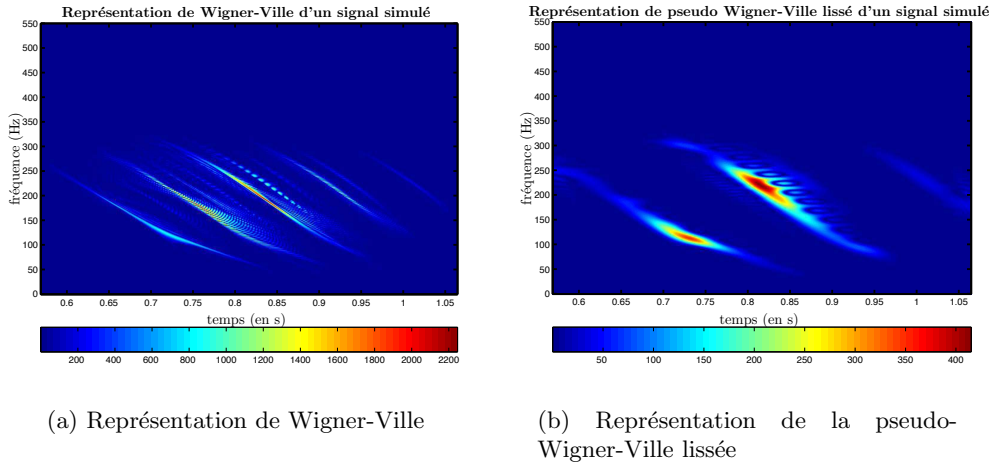 Représentation de Wigner-Ville d'un signal simulé
550
500
450
400
350
300
250
200
150
100
50
0
fréquence (Hz)
0.6 0.65 0.7 0.75 0.8 0.85 0.9 0.95 1 1.05
temps (en s)
200 400 600 800 1000 1200 1400 1600 1800 2000 2200
(a) Représentation de Wigner-Ville
Représentation de pseudo Wigner-Ville lissé d'un signal simulé
550
500
450
400
350
300
250
200
150
100
50
0
fréquence (Hz)
0.6 0.65 0.7 0.75 0.8 0.85 0.9 0.95 1 1.05
temps (en s)
50 100 150 200 250 300 350 400
(b) Représentation de la pseudo-
Wigner-Ville lissée